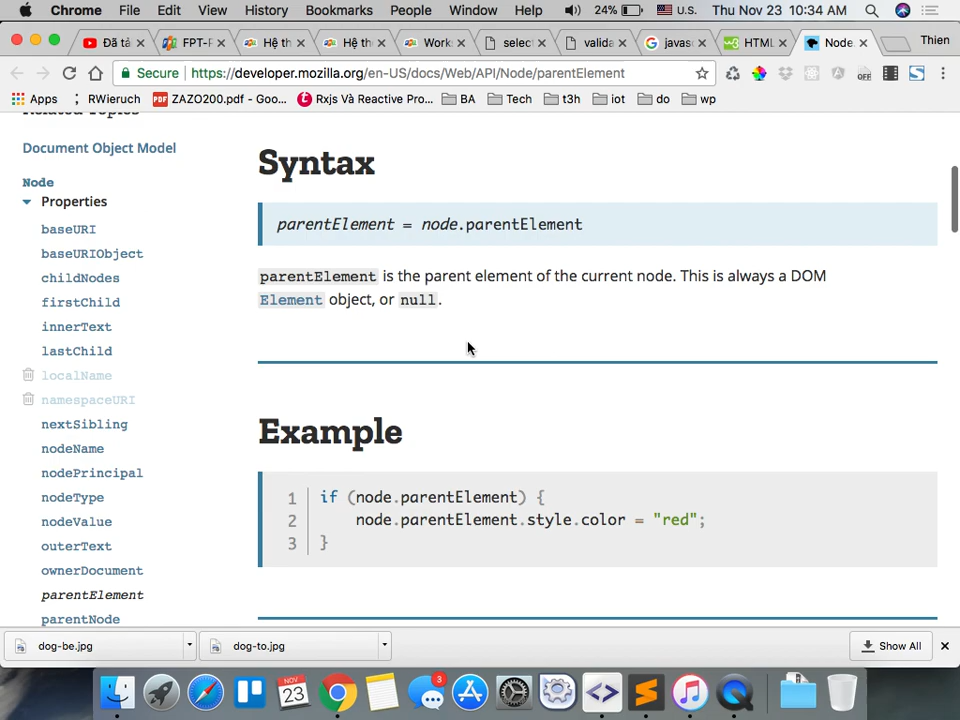 Chrome File Edit View History Bookmarks People Window Help 24% U.S. Thu Nov 23 10:34 AM
Đã tả FPT-F Hệ th Hệ th Work selec valida javas HTML Node. Thien
Secure https://developer.mozilla.org/en-US/docs/Web/API/Node/parentElement
Apps RWieruch ZAZO200.pdf - Goo... Rxjs Và Reactive Pro... BA Tech t3h iot do wp
Related Topics
Document Object Model
Node
Properties
baseURI
baseURIObject
childNodes
firstChild
innerText
lastChild
localName
namespaceURI
nextSibling
nodeName
nodePrincipal
nodeType
nodeValue
outerText
ownerDocument
parentElement
parentNode
Syntax
parentElement = node.parentElement
parentElement is the parent element of the current node. This is always a DOM
Element object, or null.
Example
1 if (node.parentElement) {
2 node.parentElement.style.color = "red";
3 }
dog-be.jpg dog-to.jpg Show All
NOV
23
3